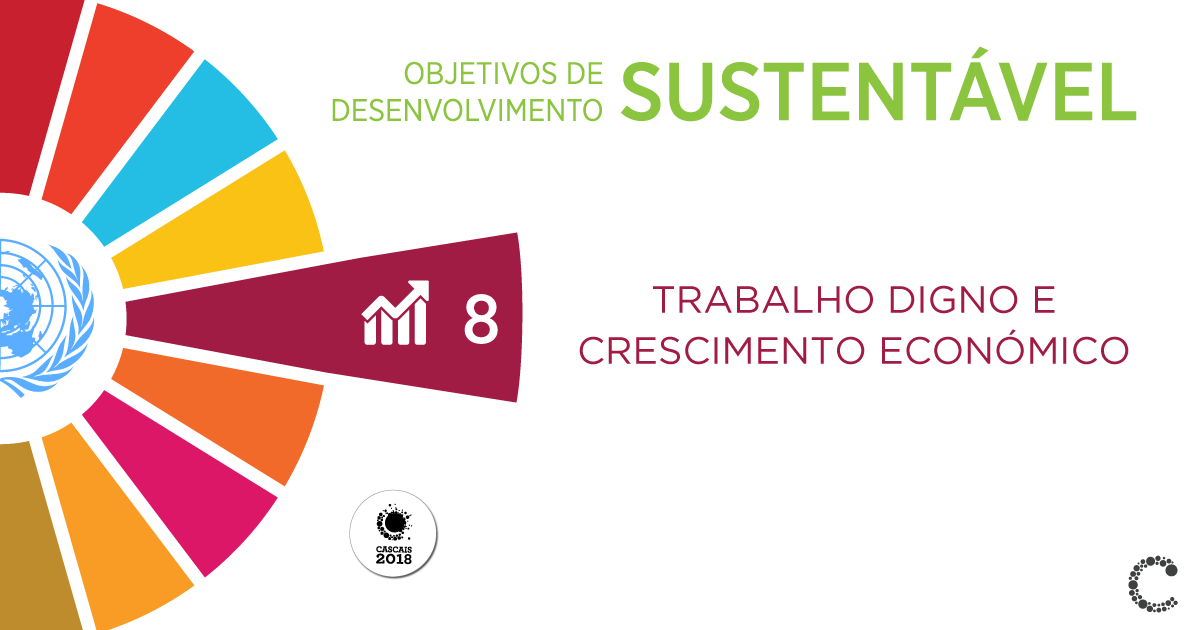 OBJETIVOS DE
DESENVOLVIMENTO
SUSTENTÁVEL
8
TRABALHO DIGNO E
CRESCIMENTO ECONÓMICO
CASCAIS
2018